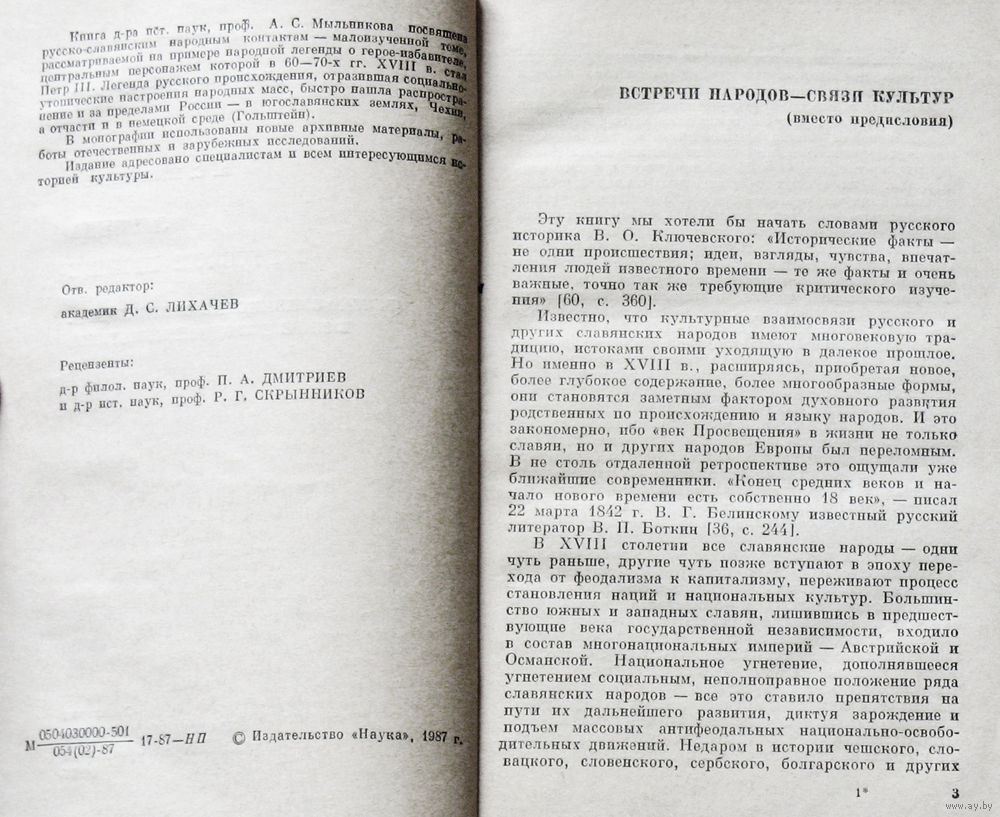 Книга д-ра ист. наук, проф. А. С. Мыльникова посвящена
русско-славянским народным контактам — малоизученной теме,
рассматриваемой на примере народной легенды о герое-избавителе,
центральным персонажем которой в 60—70-х гг. XVIII в. стал
Петр III. Легенда русского происхождения, отразившая социально-
утопические настроения народных масс, быстро нашла распростра-
нение и за пределами России — в югославянских землях, Чехии,
а отчасти и в немецкой среде (Гольштейн).
В монографии использованы новые архивные материалы, ра-
боты отечественных и зарубежных исследований.
Издание адресовано специалистам и всем интересующимся ис-
торией культуры.
Отв. редактор:
академик Д. С. ЛИХАЧЕВ
Рецензенты:
д-р филол. наук, проф. П. А. ДМИТРИЕВ
и д-р ист. наук, проф. Р. Г. СКРЫННИКОВ
М 0504030000-501
054(02)-87 17-87—НП © Издательство «Наука», 1987 г.
ВСТРЕЧИ НАРОДОВ—СВЯЗИ КУЛЬТУР
(вместо предисловия)
Эту книгу мы хотели бы начать словами русского
историка В. О. Ключевского: «Исторические факты —
не одни происшествия; идеи, взгляды, чувства, впечат-
ления людей известного времени — те же факты и очень
важные, точно так же требующие критического изуче-
ния» [60, с. 360].
Известно, что культурные взаимосвязи русского и
других славянских народов имеют многовековую тра-
дицию, истоками своими уходящую в далекое прошлое.
Но именно в XVIII в., расширяясь, приобретая новое,
более глубокое содержание, более многообразные формы,
они становятся заметным фактором духовного развития
родственных по происхождению и языку народов. И это
закономерно, ибо «век Просвещения» в жизни не только
славян, но и других народов Европы был переломным.
В не столь отдаленной ретроспективе это ощущали уже
ближайшие современники. «Конец средних веков и на-
чало нового времени есть собственно 18 век», — писал
22 марта 1842 г. В. Г. Белинскому известный русский
литератор В. П. Боткин [36, с. 244].
В XVIII столетии все славянские народы — одни
чуть раньше, другие чуть позже вступают в эпоху пере-
хода от феодализма к капитализму, переживают процесс
становления наций и национальных культур. Большин-
ство южных и западных славян, лишившись в предшест-
вующие века государственной независимости, входило
в состав многонациональных империй — Австрийской и
Османской. Национальное угнетение, дополнявшееся
угнетением социальным, неполноправное положение ряда
славянских народов — все это ставило препятствия на
пути их дальнейшего развития, диктуя зарождение и
подъем массовых антифеодальных национально-освобо-
дительных движений. Недаром в истории чешского, сло-
вацкого, словенского, сербского, болгарского и других
1* 3
www.ay.by